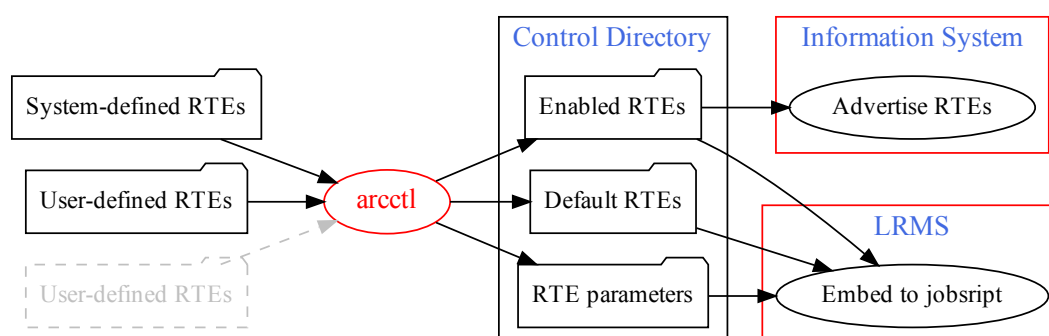 Control Directory
Information System
System-defined RTEs
Enabled RTEs
Advertise RTEs
User-defined RTEs
arcctl
Default RTEs
LRMS
User-defined RTEs
RTE parameters
Embed to jobsript